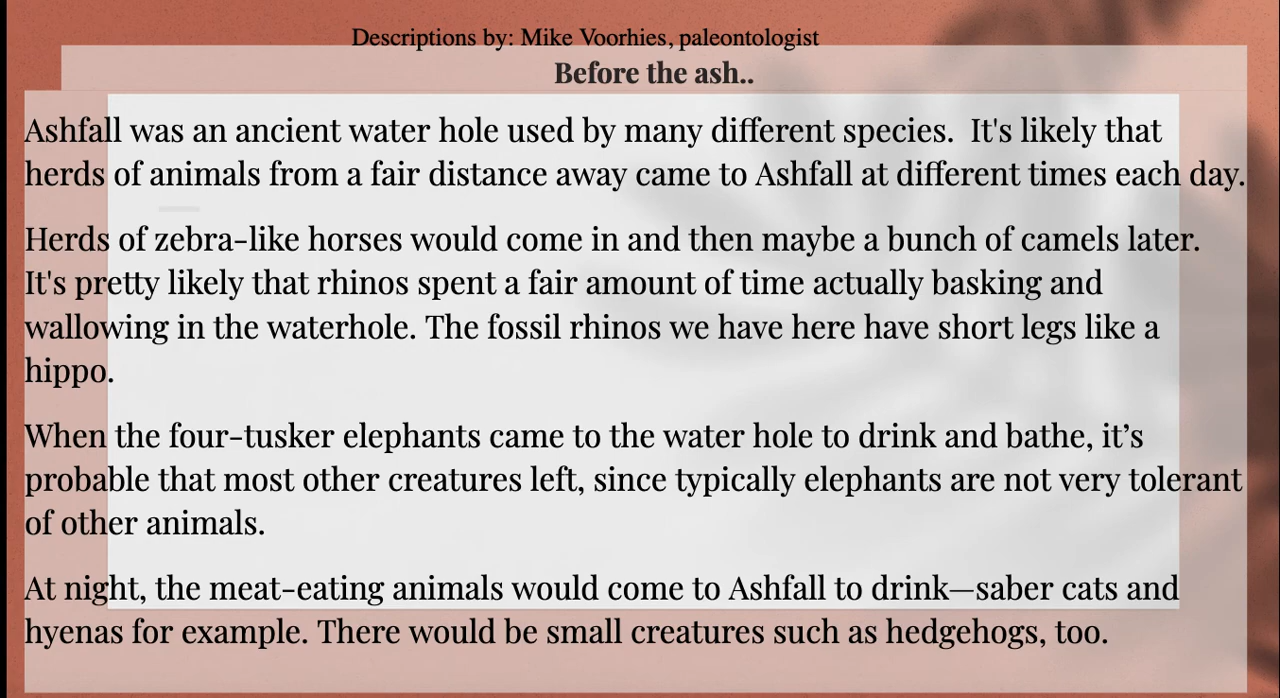 Descriptions by: Mike Voorhies, paleontologist
Before the ash..
Ashfall was an ancient water hole used by many different species.  It's likely that
herds of animals from a fair distance away came to Ashfall at different times each day.
Herds of zebra-like horses would come in and then maybe a bunch of camels later.
It's pretty likely that rhinos spent a fair amount of time actually basking and
wallowing in the waterhole. The fossil rhinos we have here have short legs like a
hippo.
When the four-tusker elephants came to the water hole to drink and bathe, it’s
probable that most other creatures left, since typically elephants are not very tolerant
of other animals.
At night, the meat-eating animals would come to Ashfall to drink—saber cats and
hyenas for example. There would be small creatures such as hedgehogs, too.